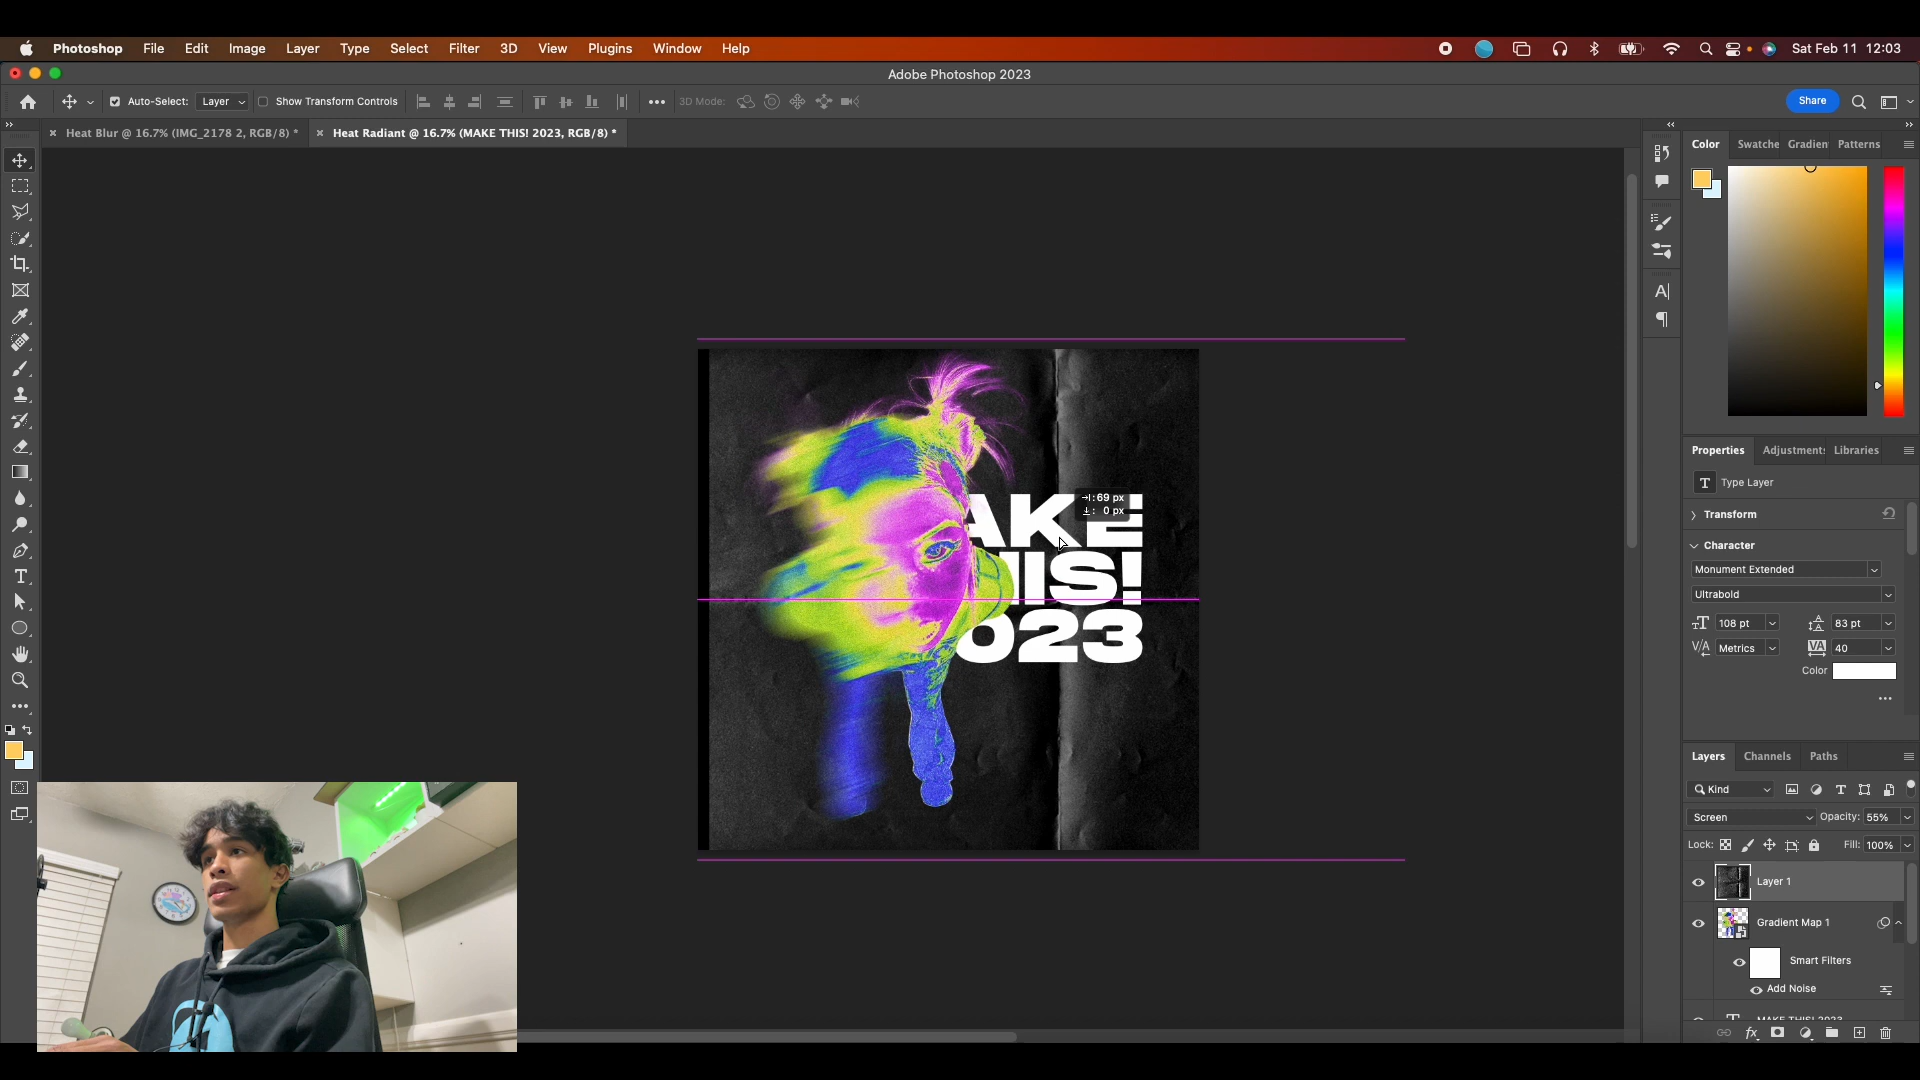 Photoshop File Edit Image Layer Type Select Filter 3D View Plugins Window Help
Sat Feb 11 12:03
Adobe Photoshop 2023
Auto-Select: Layer Show Transform Controls 3D Mode: Share
Heat Blur @ 16.7% (IMG_2178 2, RGB/8) *
Heat Radiant @ 16.7% (MAKE THIS! 2023, RGB/8) *
Color Swatche Gradien Patterns
AKE
HIS!
023
69 px
0 px
Properties Adjustment: Libraries
Type Layer
Transform
Character
Monument Extended
Ultrabold
108 pt 83 pt
Metrics 40
Color
Layers Channels Paths
Kind
Screen Opacity: 55%
Lock: Fill: 100%
Layer 1
Gradient Map 1
Smart Filters
Add Noise
MAKE THIS! 2023